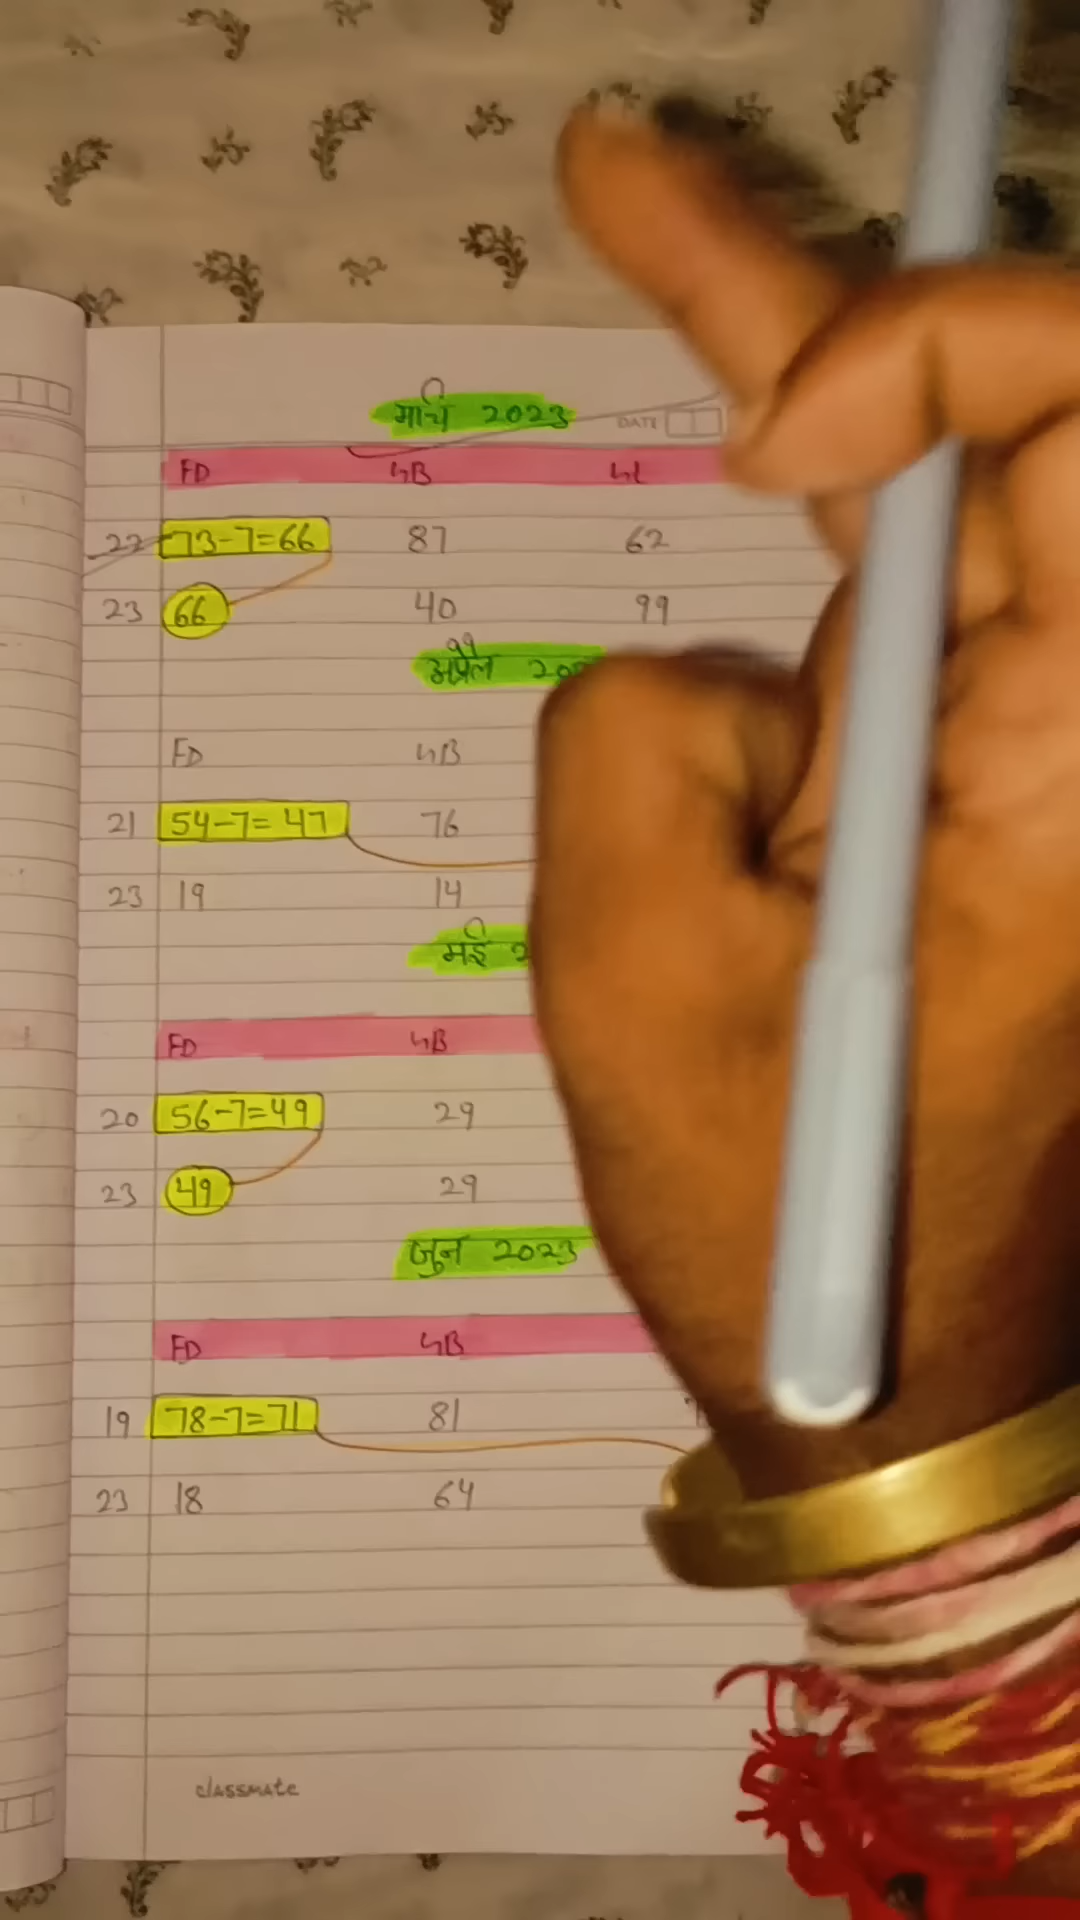 मार्च 2023
DATE
FD GB GL
22 73-7=66 87 62
23 66 40 99
अप्रैल
FD GB
21 54-7=47 76
23 19 14
मई 2
FD GB
20 56-7=49 29
23 49 29
जुन 2023
FD GB
19 78-7=71 81
23 18 64
classmate